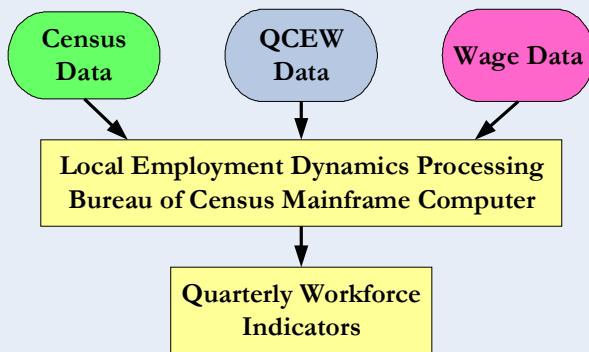 Census
Data
QCEW
Data
Wage Data
Local Employment Dynamics Processing
Bureau of Census Mainframe Computer
Quarterly Workforce
Indicators